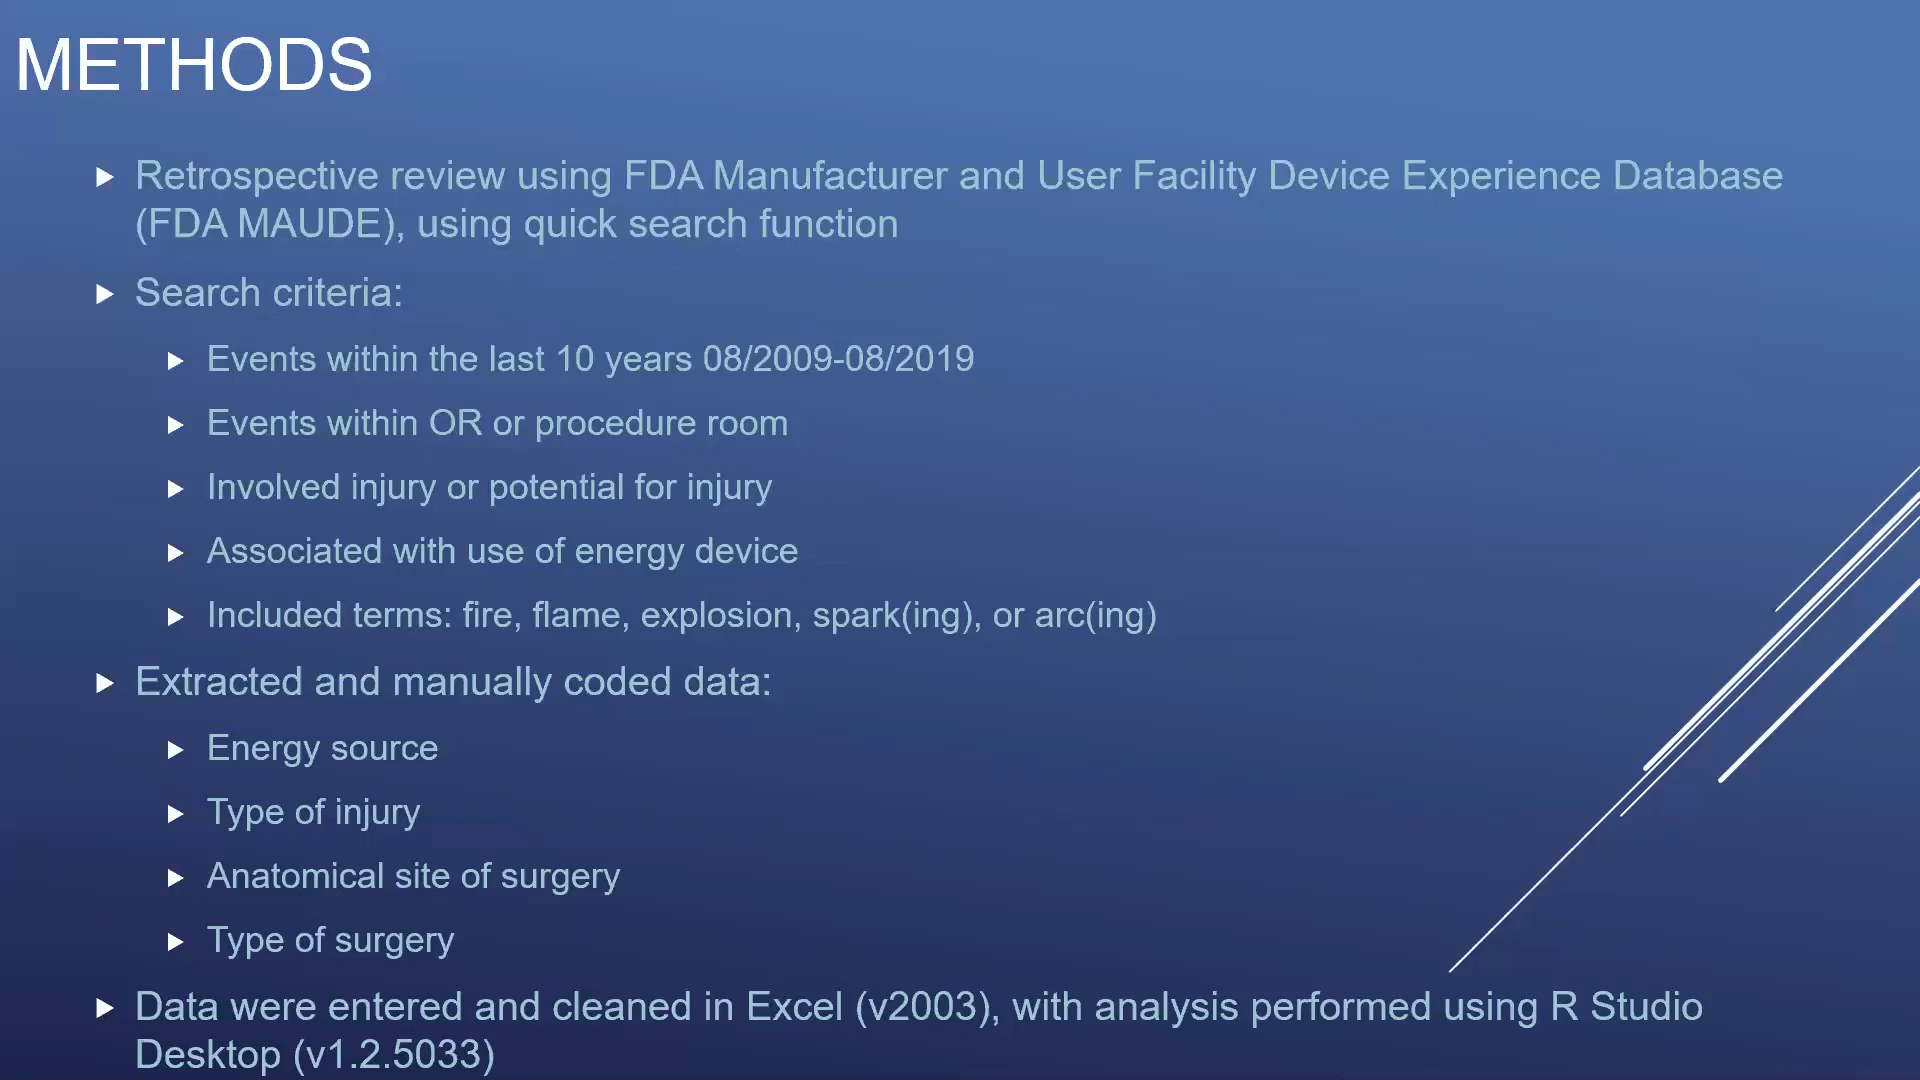 METHODS
Retrospective review using FDA Manufacturer and User Facility Device Experience Database
(FDA MAUDE), using quick search function
Search criteria:
Events within the last 10 years 08/2009-08/2019
Events within OR or procedure room
Involved injury or potential for injury
Associated with use of energy device
Included terms: fire, flame, explosion, spark(ing), or arc(ing)
Extracted and manually coded data:
Energy source
Type of injury
Anatomical site of surgery
Type of surgery
Data were entered and cleaned in Excel (v2003), with analysis performed using R Studio
Desktop (v1.2.5033)